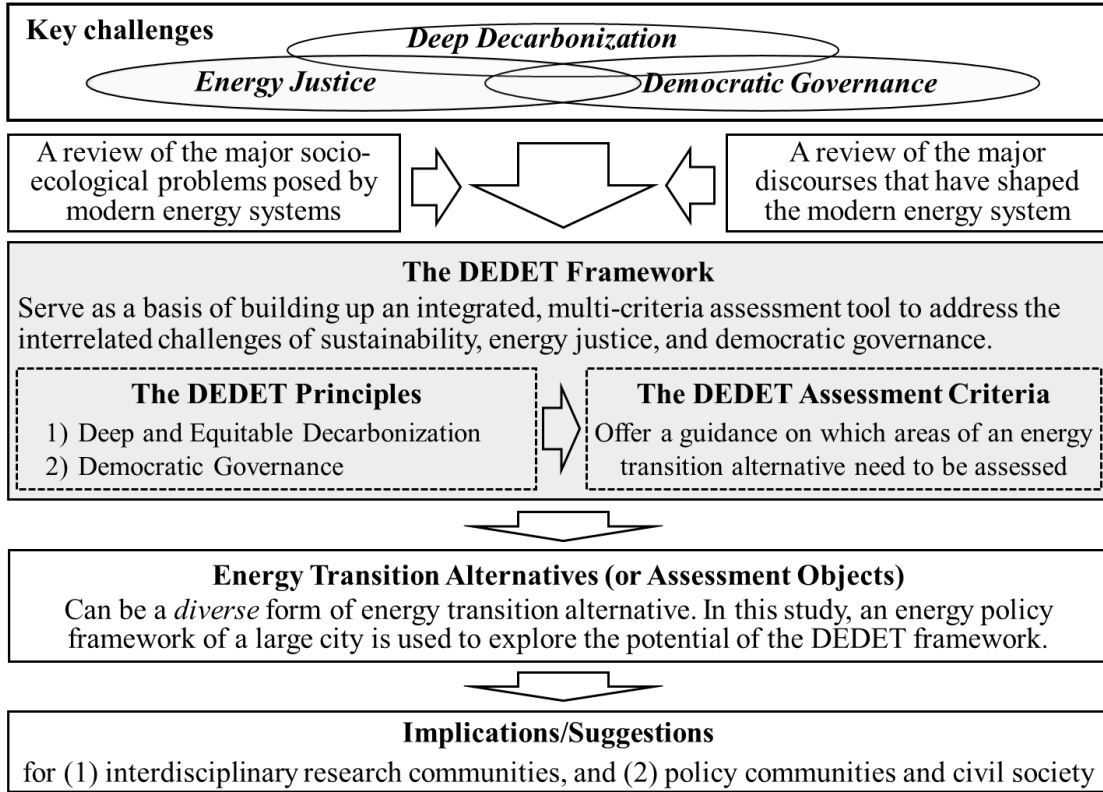 Key challenges
Deep Decarbonization
Energy Justice
Democratic Governance
A review of the major socio-
ecological problems posed by
modern energy systems
A review of the major
discourses that have shaped
the modern energy system
The DEDET Framework
Serve as a basis of building up an integrated, multi-criteria assessment tool to address the
interrelated challenges of sustainability, energy justice, and democratic governance.
The DEDET Principles
1) Deep and Equitable Decarbonization
2) Democratic Governance
The DEDET Assessment Criteria
Offer a guidance on which areas of an energy
transition alternative need to be assessed
Energy Transition Alternatives (or Assessment Objects)
Can be a diverse form of energy transition alternative. In this study, an energy policy
framework of a large city is used to explore the potential of the DEDET framework.
Implications/Suggestions
for (1) interdisciplinary research communities, and (2) policy communities and civil society